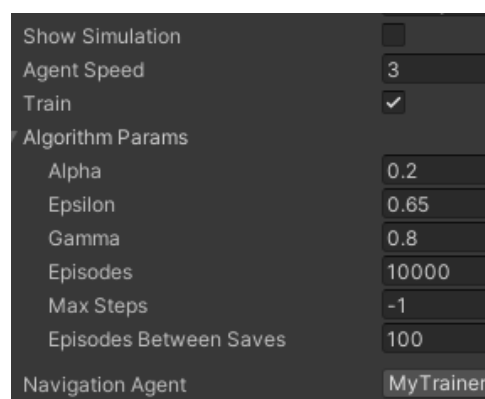 Show Simulation
Agent Speed 3
Train
Algorithm Params
Alpha 0.2
Epsilon 0.65
Gamma 0.8
Episodes 10000
Max Steps -1
Episodes Between Saves 100
Navigation Agent MyTrainer